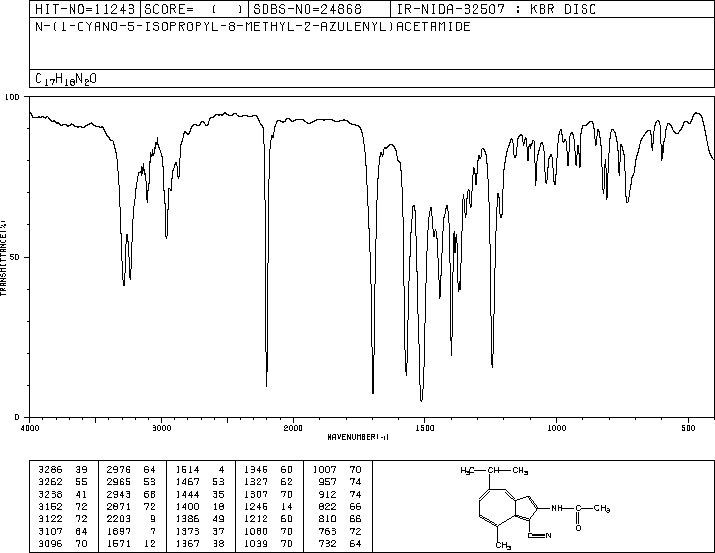 HIT-NO=11243 SCORE= ( ) SDBS-NO=24868 IR-NIDA-32507 : KBR DISC
N-(1-CYANO-5-ISOPROPYL-8-METHYL-2-AZULENYL)ACETAMIDE
C17H18N2O
100
50
0
TRANSMITTANCE(%)
4000 3000 2000 1500 1000 500
WAVENUMBER(-1)
3286 39 2976 64 1614 4 1345 60 1007 70
3262 55 2965 53 1467 53 1327 62 957 74
3238 41 2943 68 1444 35 1307 70 912 74
3152 72 2871 72 1400 18 1246 14 822 66
3122 72 2203 9 1386 49 1212 60 810 66
3107 64 1697 7 1373 37 1080 70 763 72
3096 70 1571 12 1367 38 1039 70 732 64
H3C CH3
NH C CH3
O
C N
CH3